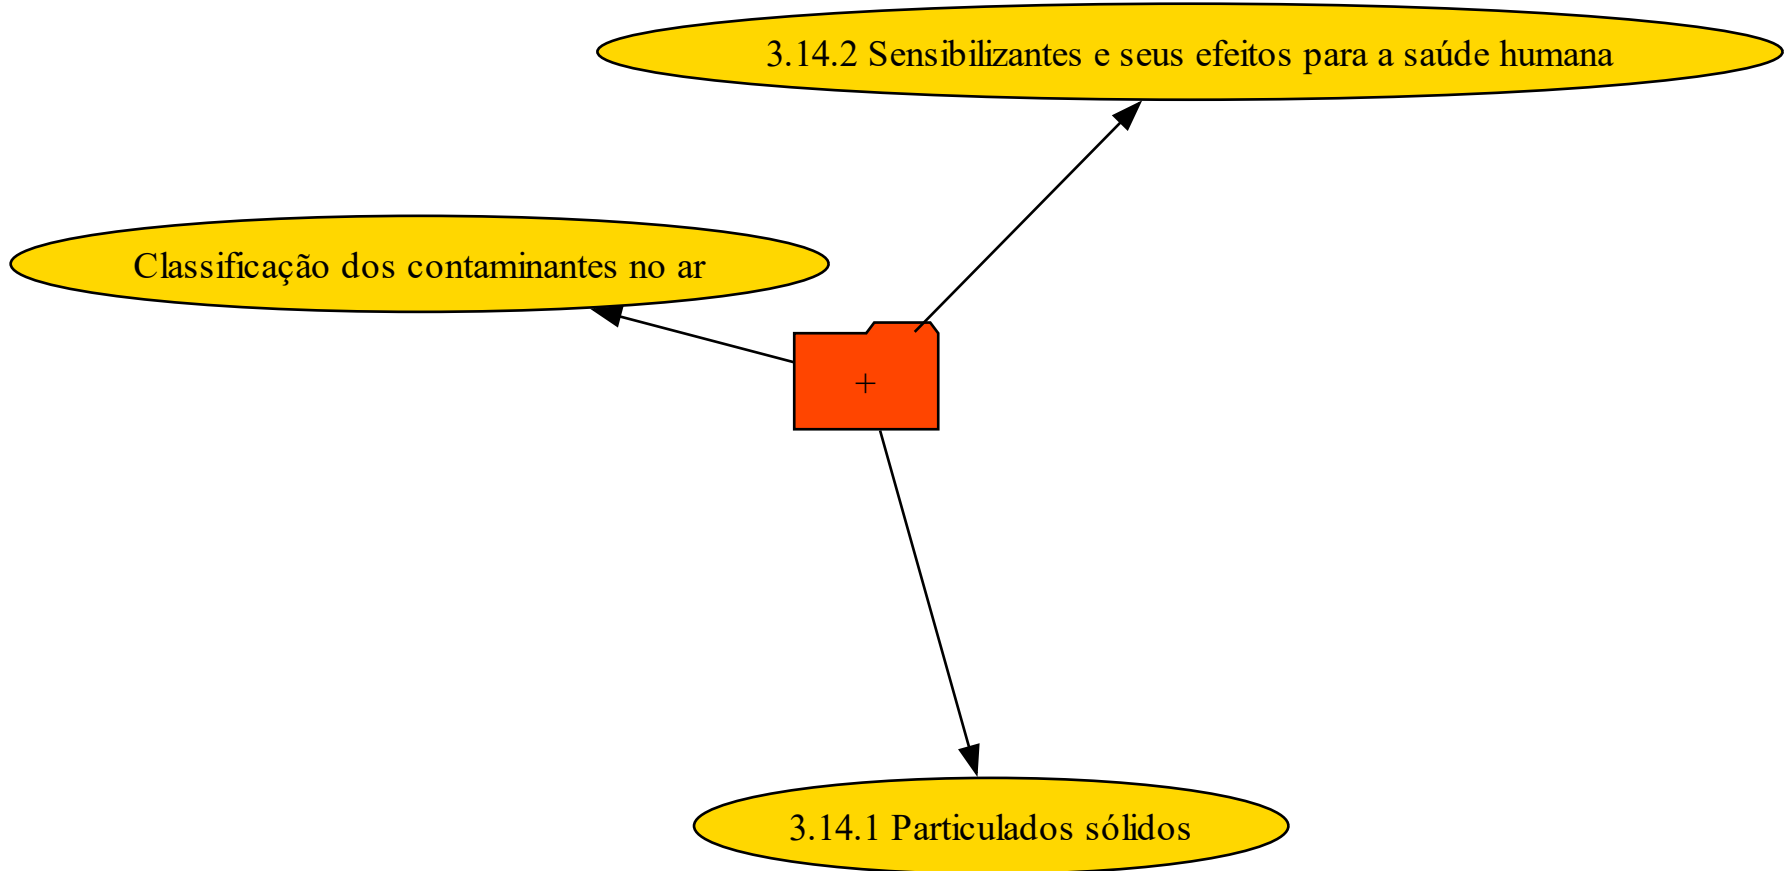 3.14.2 Sensibilizantes e seus efeitos para a saúde humana
Classificação dos contaminantes no ar
+
3.14.1 Particulados sólidos